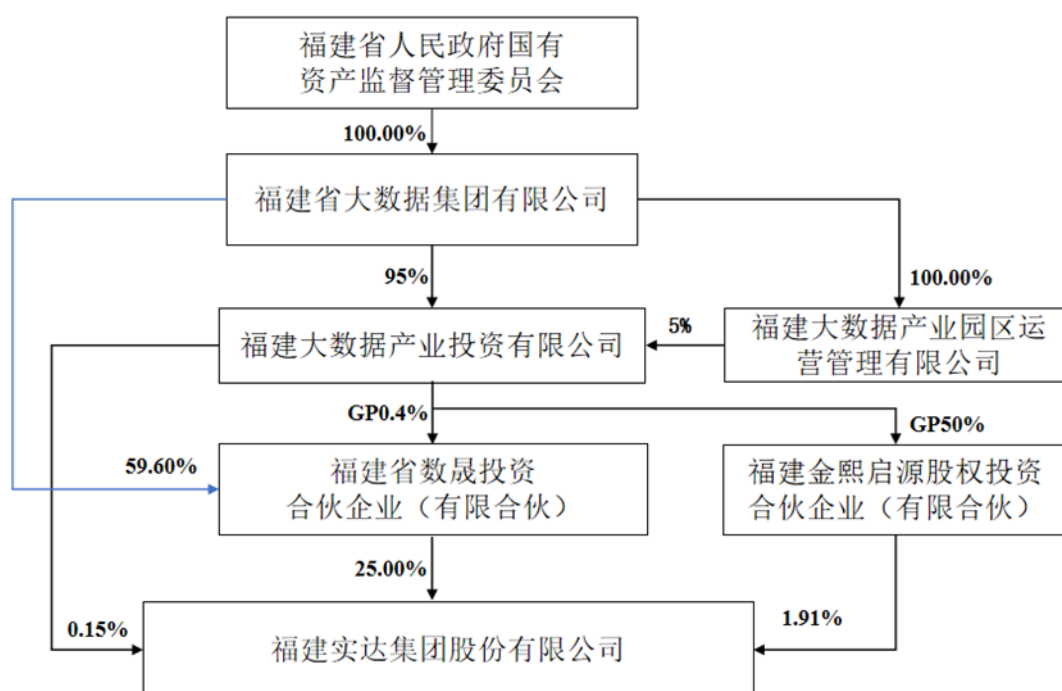 福建省人民政府国有
资产监督管理委员会
100.00%
福建省大数据集团有限公司
95%
100.00%
福建大数据产业投资有限公司
5%
福建大数据产业园区运
营管理有限公司
GP0.4%
GP50%
59.60%
福建省数晟投资
合伙企业（有限合伙）
福建金熙启源股权投资
合伙企业（有限合伙）
25.00%
0.15%
1.91%
福建实达集团股份有限公司